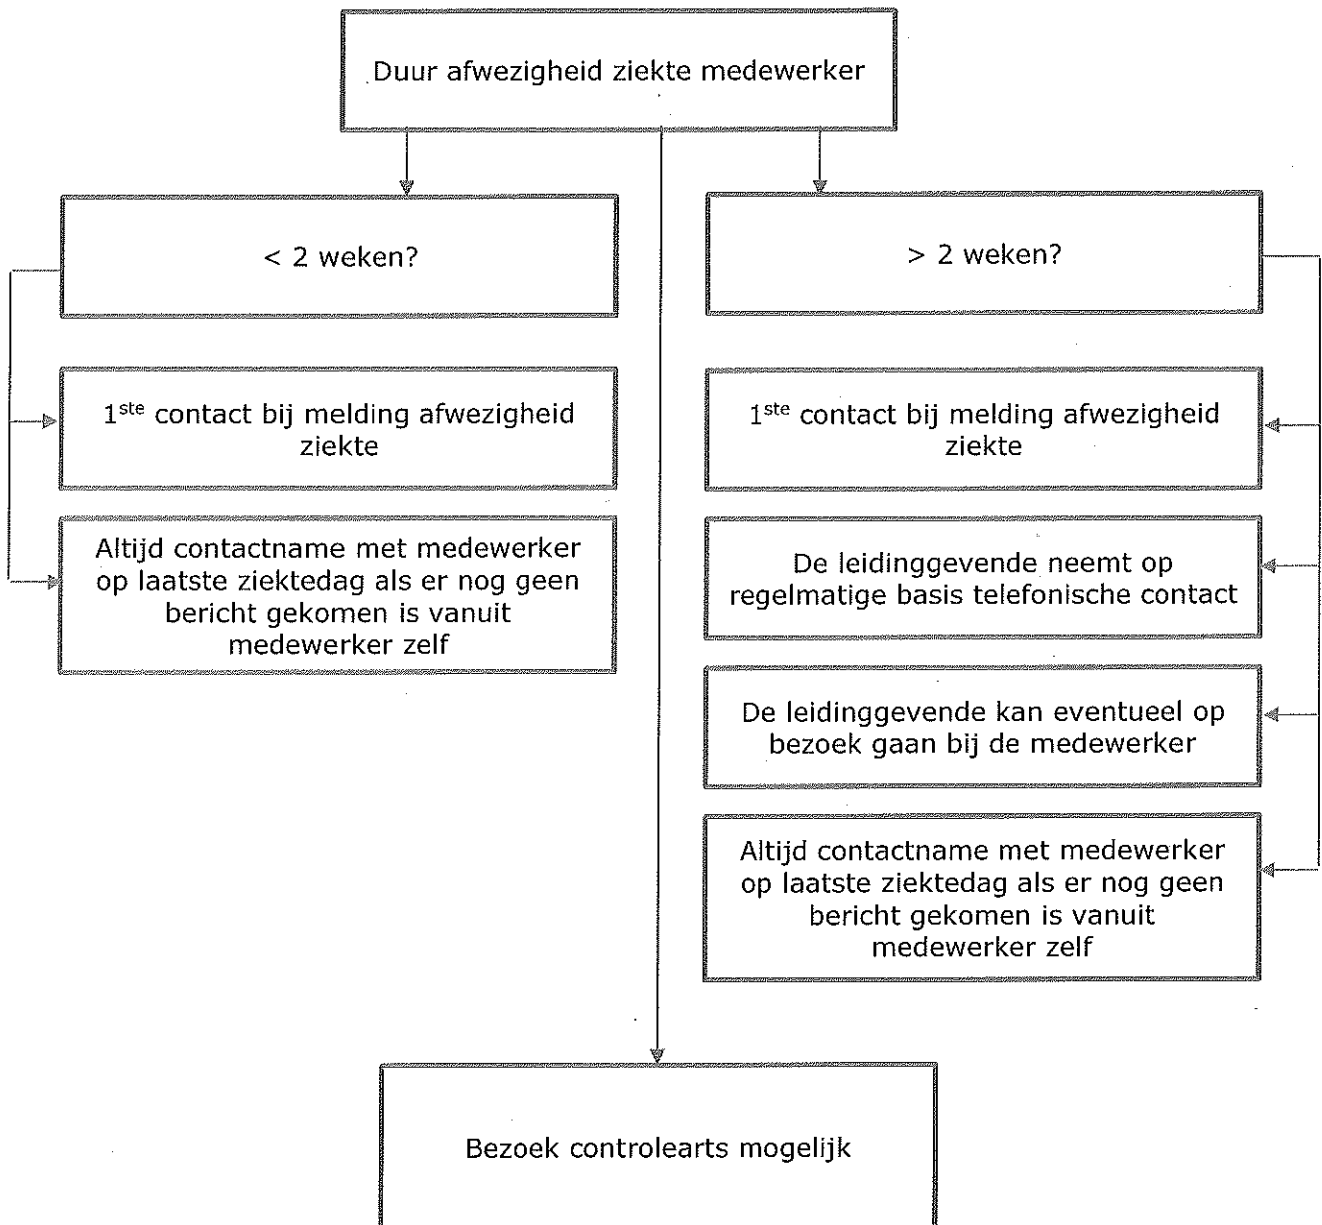 Duur afwezigheid ziekte medewerker
< 2 weken?
1ste contact bij melding afwezigheid
ziekte
Altijd contactname met medewerker
op laatste ziektedag als er nog geen
bericht gekomen is vanuit
medewerker zelf
> 2 weken?
1ste contact bij melding afwezigheid
ziekte
De leidinggevende neemt op
regelmatige basis telefonische contact
De leidinggevende kan eventueel op
bezoek gaan bij de medewerker
Altijd contactname met medewerker
op laatste ziektedag als er nog geen
bericht gekomen is vanuit
medewerker zelf
Bezoek controlearts mogelijk